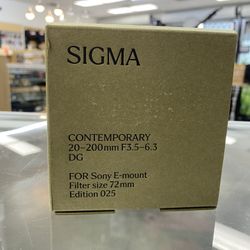 SIGMA
CONTEMPORARY
20-200mm F3.5-6.3
DG
FOR Sony E-mount
Filter size 72mm
Edition 025